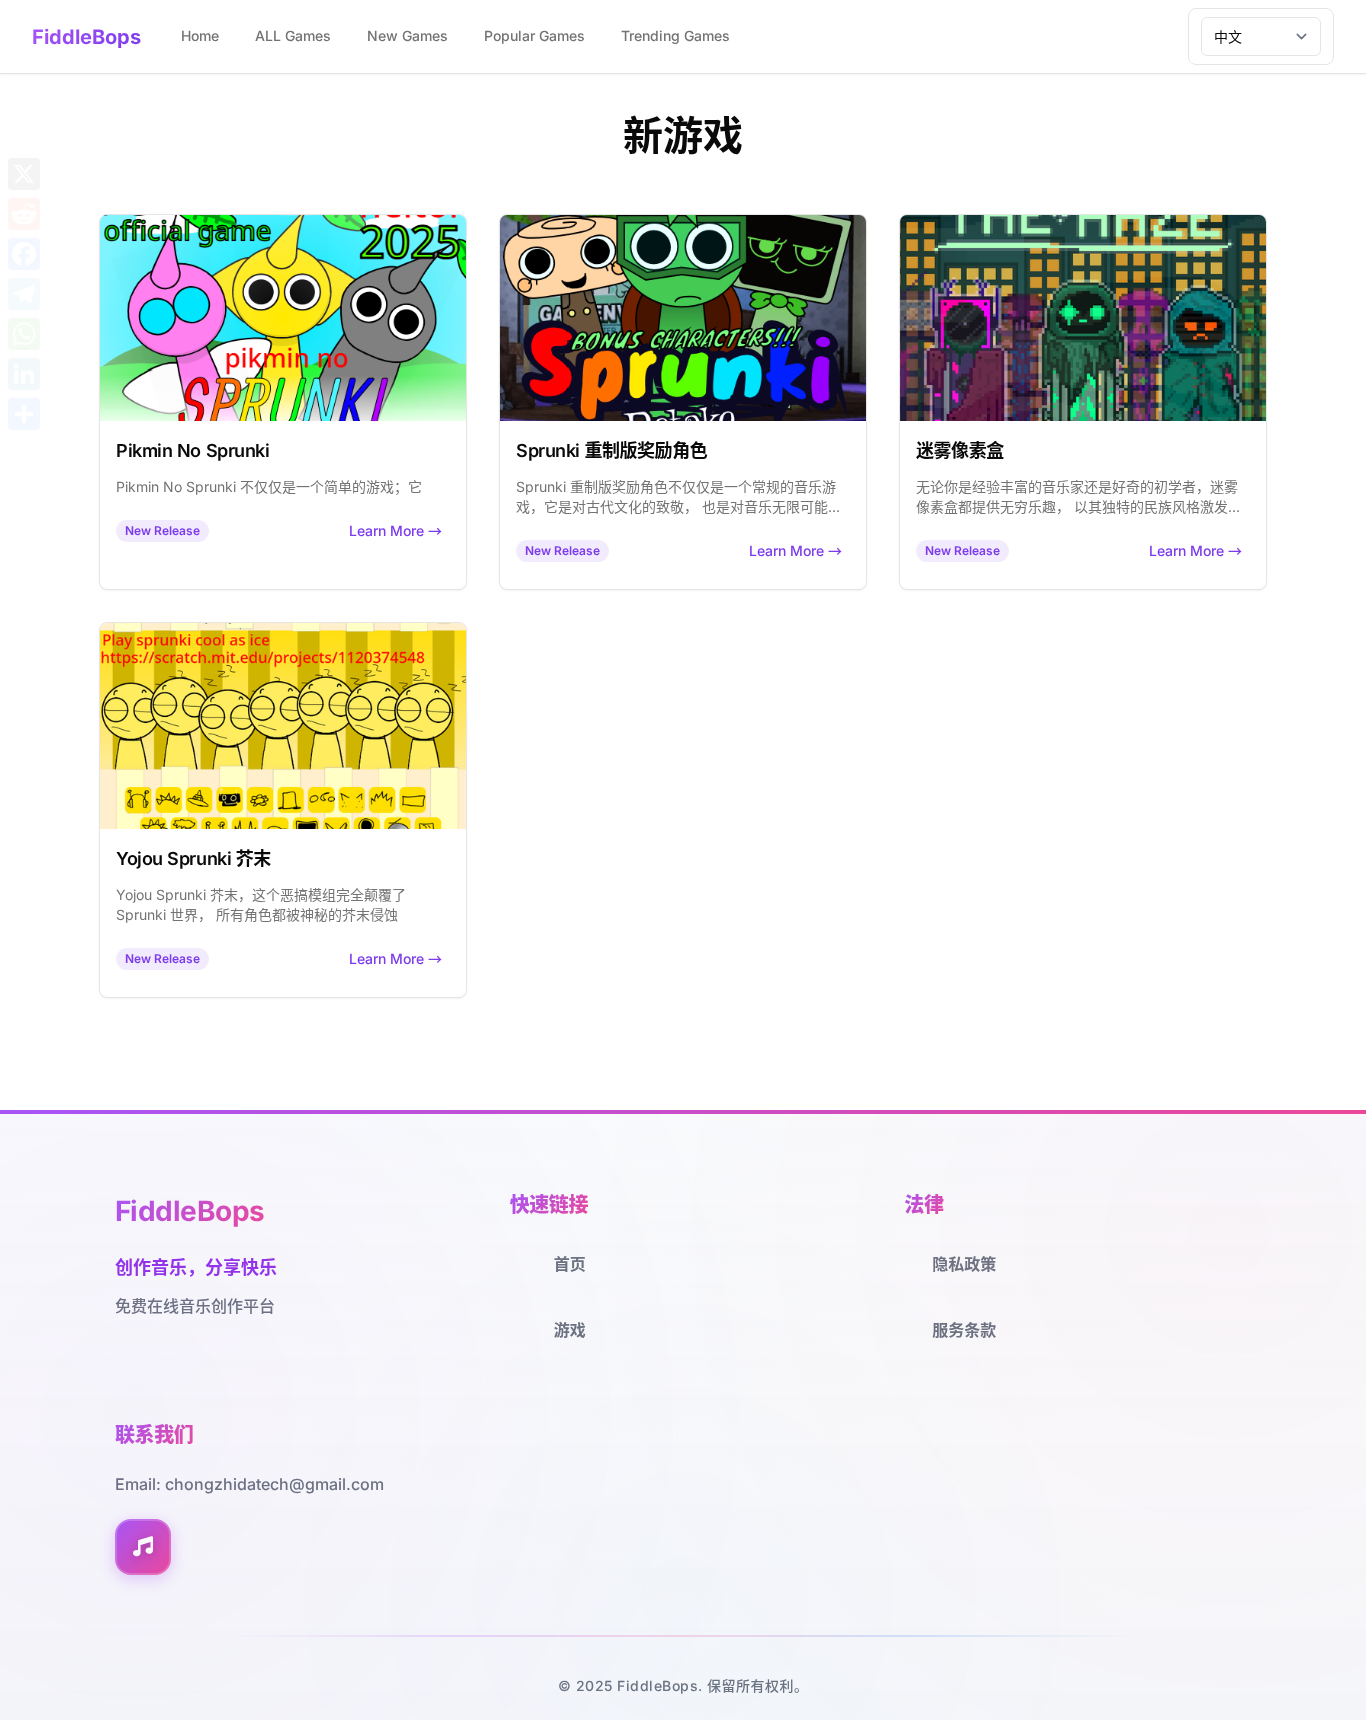 FiddleBops
Home
ALL Games
New Games
Popular Games
Trending Games
中文
新游戏
official game
2025
pikmin no
SPRUNKI
Pikmin No Sprunki
Pikmin No Sprunki 不仅仅是一个简单的游戏；它
New Release
Learn More →
BONUS CHARACTERS!!!
Sprunki
Retake
Sprunki 重制版奖励角色
Sprunki 重制版奖励角色不仅仅是一个常规的音乐游
戏，它是对古代文化的致敬， 也是对音乐无限可能...
New Release
Learn More →
THE HAZE
迷雾像素盒
无论你是经验丰富的音乐家还是好奇的初学者，迷雾
像素盒都提供无穷乐趣， 以其独特的民族风格激发...
New Release
Learn More →
Play sprunki cool as ice
https://scratch.mit.edu/projects/1120374548
Yojou Sprunki 芥末
Yojou Sprunki 芥末，这个恶搞模组完全颠覆了
Sprunki 世界， 所有角色都被神秘的芥末侵蚀
New Release
Learn More →
FiddleBops
创作音乐，分享快乐
免费在线音乐创作平台
快速链接
首页
游戏
法律
隐私政策
服务条款
联系我们
Email: chongzhidatech@gmail.com
© 2025 FiddleBops. 保留所有权利。